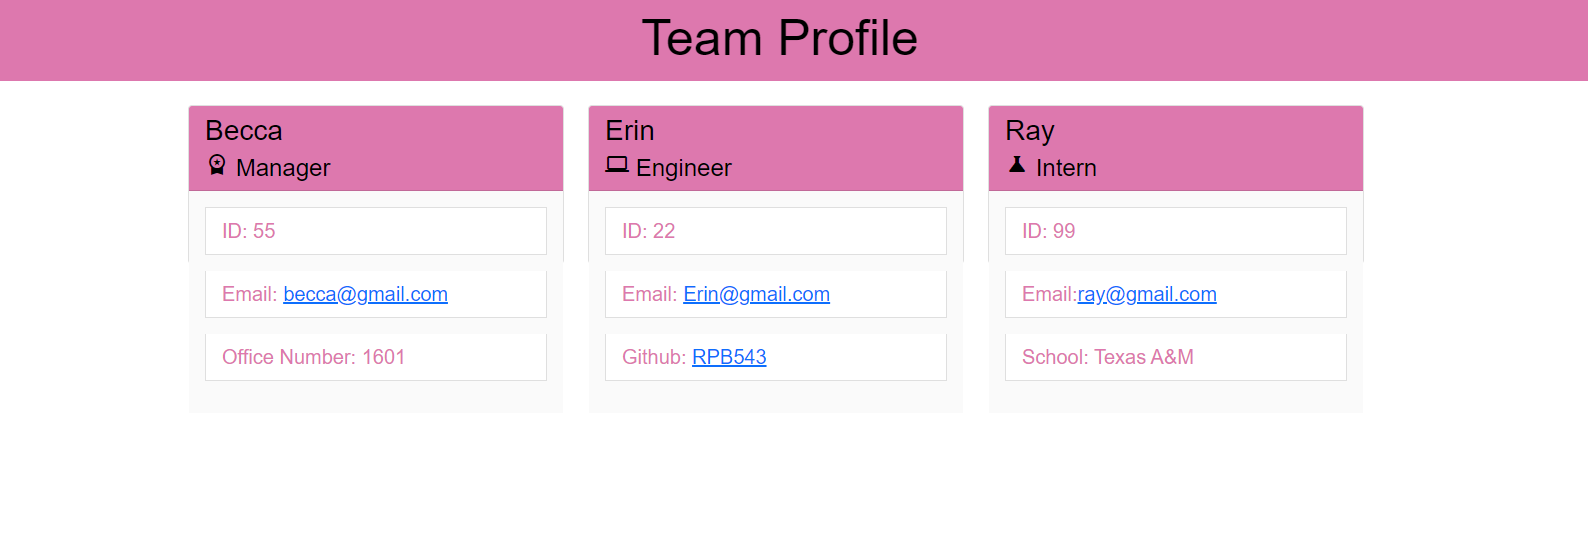 Team Profile
Becca
Manager
ID: 55
Email: becca@gmail.com
Office Number: 1601
Erin
Engineer
ID: 22
Email: Erin@gmail.com
Github: RPB543
Ray
Intern
ID: 99
Email:ray@gmail.com
School: Texas A&M